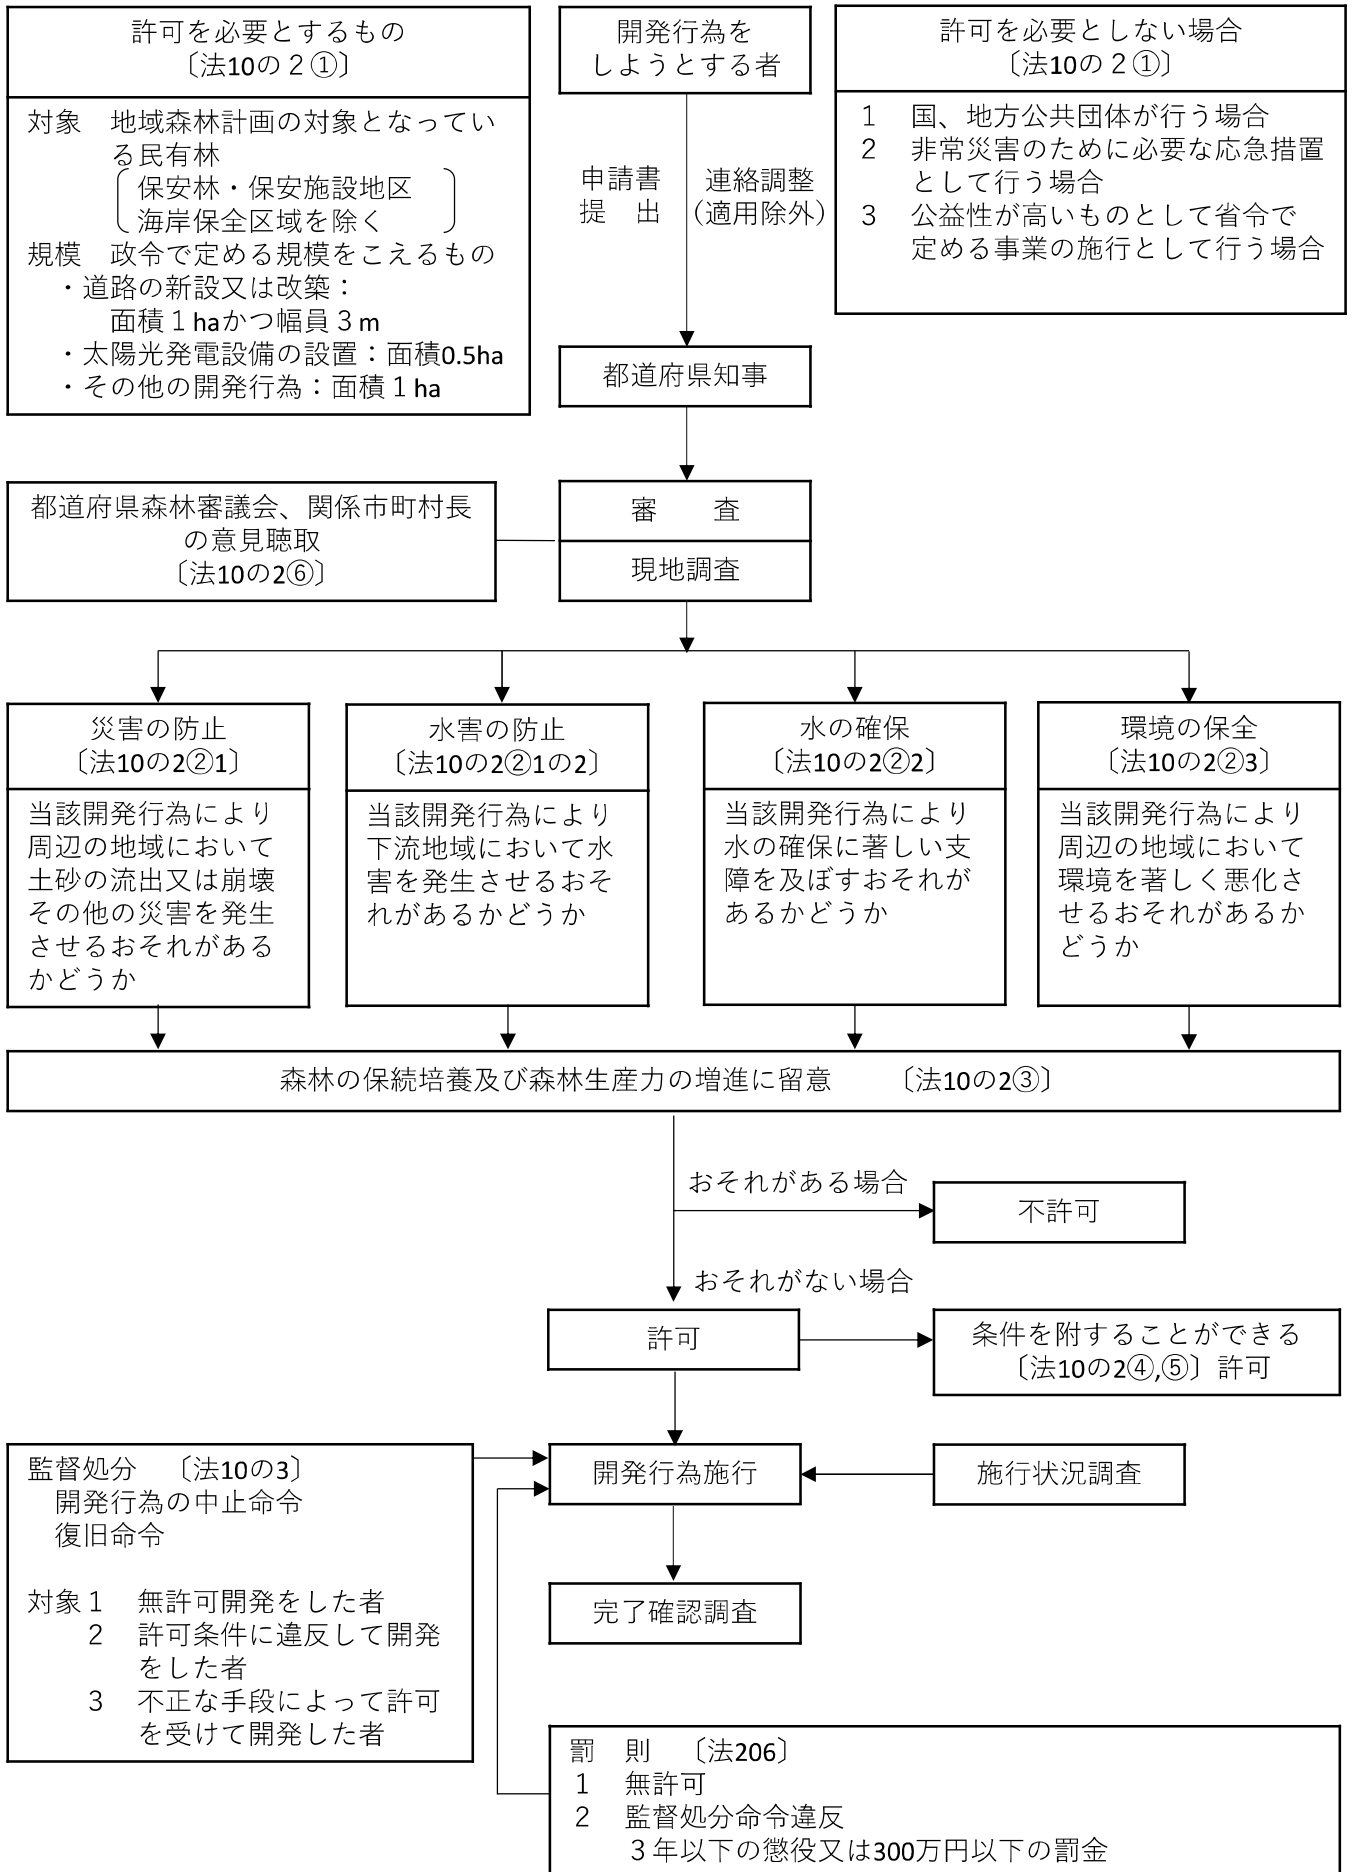 許可を必要とするもの
〔法10の２①〕
対象　地域森林計画の対象となってい
る民有林
保安林・保安施設地区
海岸保全区域を除く
規模　政令で定める規模をこえるもの
・道路の新設又は改築：
面積１haかつ幅員３m
・太陽光発電設備の設置：面積0.5ha
・その他の開発行為：面積１ha
開発行為を
しようとする者
申請書
提　出
連絡調整
(適用除外)
許可を必要としない場合
〔法10の２①〕
1　国、地方公共団体が行う場合
2　非常災害のために必要な応急措置
として行う場合
3　公益性が高いものとして省令で
定める事業の施行として行う場合
都道府県知事
都道府県森林審議会、関係市町村長
の意見聴取
〔法10の2⑥〕
審　　査
現地調査
災害の防止
〔法10の2②1〕
当該開発行為により
周辺の地域において
土砂の流出又は崩壊
その他の災害を発生
させるおそれがある
かどうか
水害の防止
〔法10の2②1の2〕
当該開発行為により
下流地域において水
害を発生させるおそ
れがあるかどうか
水の確保
〔法10の2②2〕
当該開発行為により
水の確保に著しい支
障を及ぼすおそれが
あるかどうか
環境の保全
〔法10の2②3〕
当該開発行為により
周辺の地域において
環境を著しく悪化さ
せるおそれがあるか
どうか
森林の保続培養及び森林生産力の増進に留意　　〔法10の2③〕
おそれがある場合
不許可
おそれがない場合
許可
条件を附することができる
〔法10の2④,⑤〕許可
監督処分　〔法10の3〕
開発行為の中止命令
復旧命令
対象１　無許可開発をした者
２　許可条件に違反して開発
をした者
３　不正な手段によって許可
を受けて開発した者
開発行為施行
施行状況調査
完了確認調査
罰　則　〔法206〕
１　無許可
２　監督処分命令違反
３年以下の懲役又は300万円以下の罰金